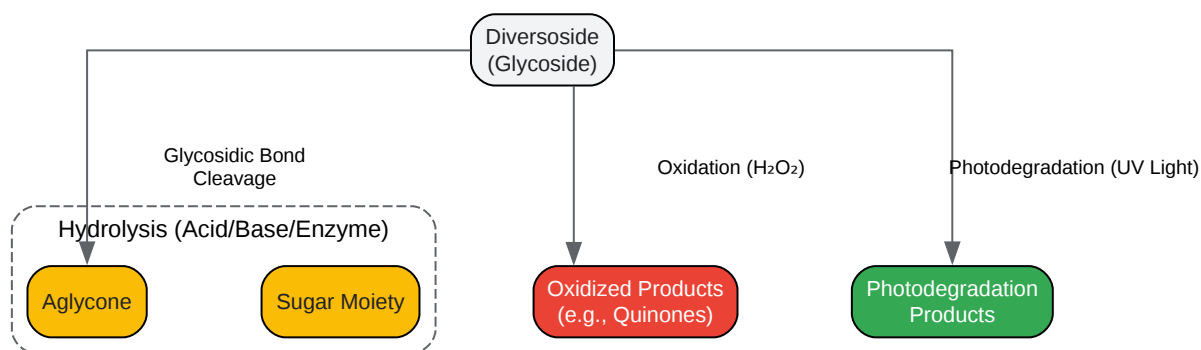 Diversoside
(Glycoside)
Glycosidic Bond
Cleavage
Oxidation (H₂O₂)
Photodegradation (UV Light)
Hydrolysis (Acid/Base/Enzyme)
Aglycone
Sugar Moiety
Oxidized Products
(e.g., Quinones)
Photodegradation
Products